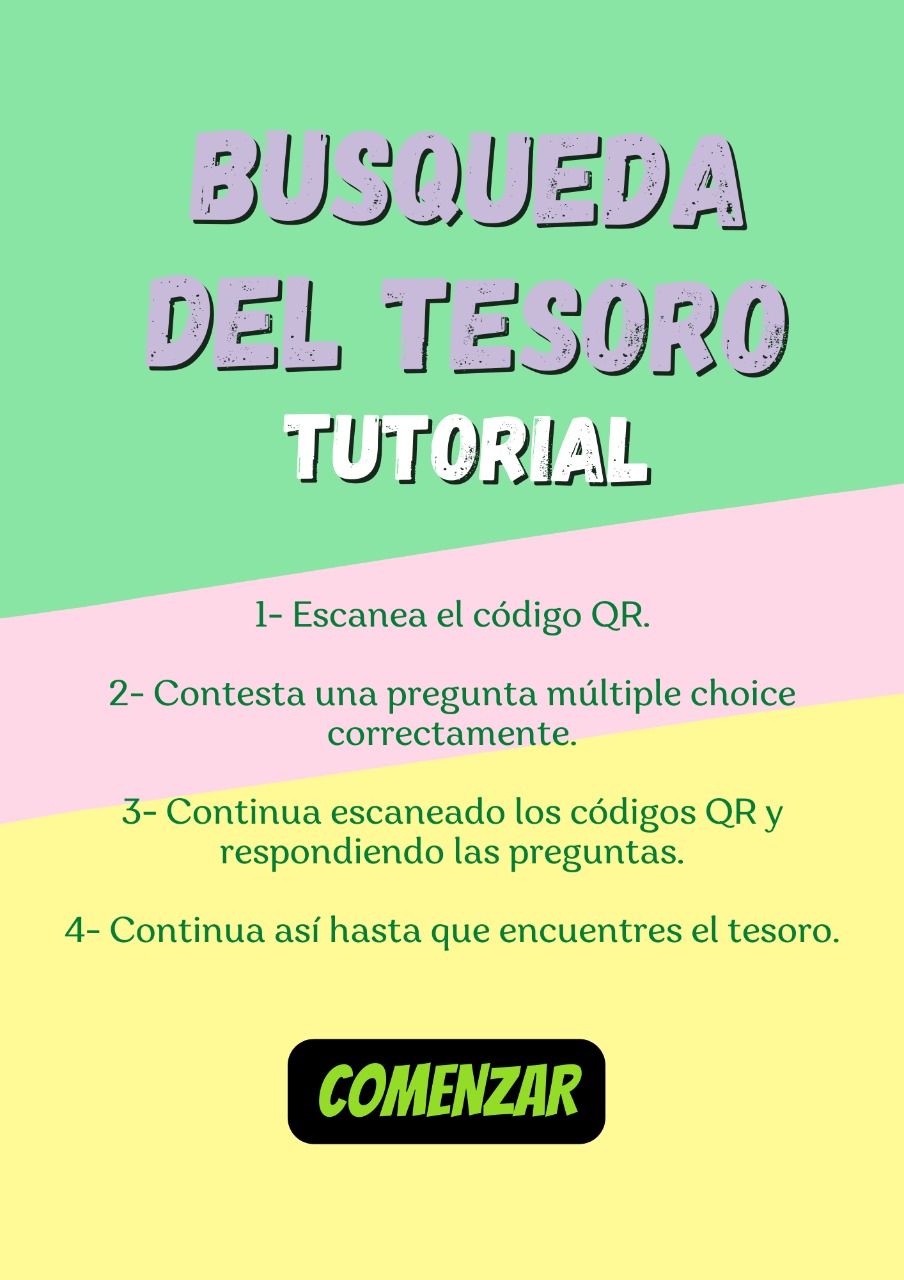 BUSQUEDA
DEL TESORO
TUTORIAL
1- Escanea el código QR.
2- Contesta una pregunta múltiple choice
correctamente.
3- Continua escaneado los códigos QR y
respondiendo las preguntas.
4- Continua así hasta que encuentres el tesoro.
COMENZAR